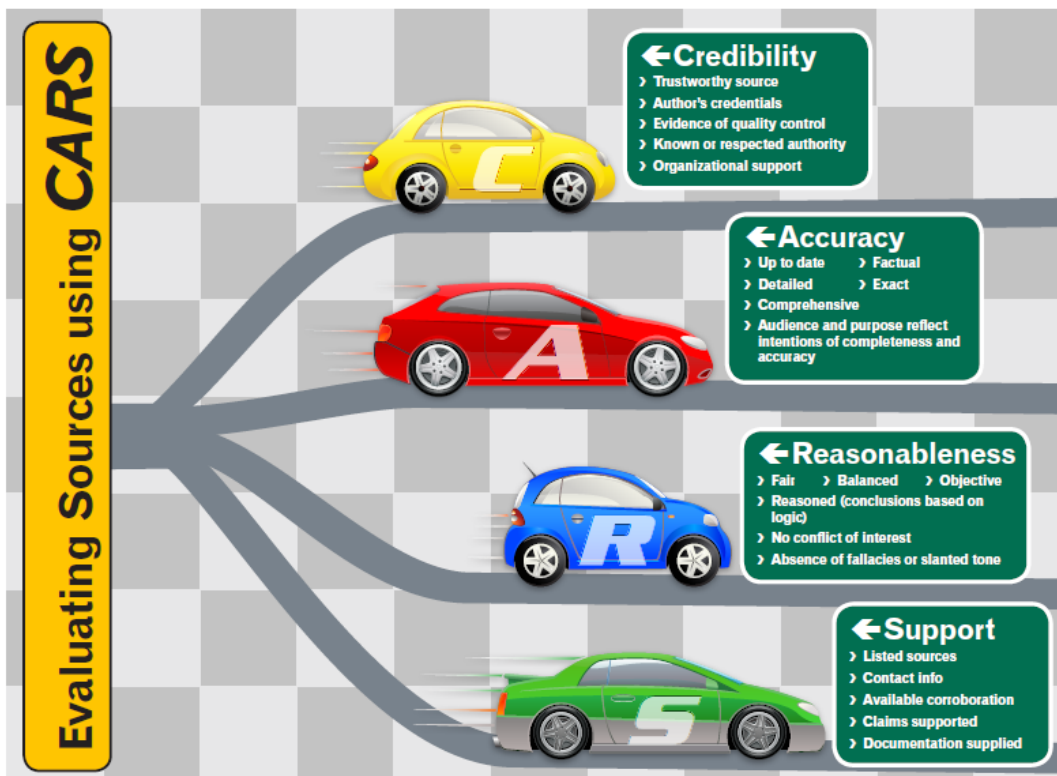 Evaluating Sources using CARS
C
← Credibility
› Trustworthy source
› Author's credentials
› Evidence of quality control
› Known or respected authority
› Organizational support
A
← Accuracy
› Up to date › Factual
› Detailed › Exact
› Comprehensive
› Audience and purpose reflect
intentions of completeness and
accuracy
R
← Reasonableness
› Fair › Balanced › Objective
› Reasoned (conclusions based on
logic)
› No conflict of interest
› Absence of fallacies or slanted tone
S
← Support
› Listed sources
› Contact info
› Available corroboration
› Claims supported
› Documentation supplied